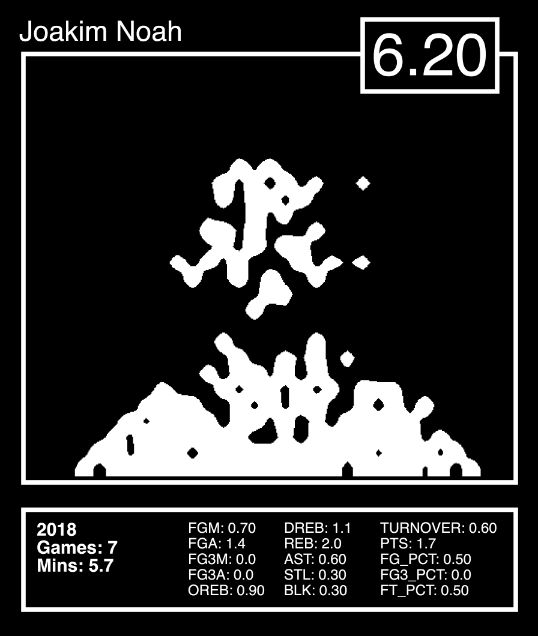 Joakim Noah
6.20
2018
Games: 7
Mins: 5.7
FGM: 0.70
FGA: 1.4
FG3M: 0.0
FG3A: 0.0
OREB: 0.90
DREB: 1.1
REB: 2.0
AST: 0.60
STL: 0.30
BLK: 0.30
TURNOVER: 0.60
PTS: 1.7
FG_PCT: 0.50
FG3_PCT: 0.0
FT_PCT: 0.50